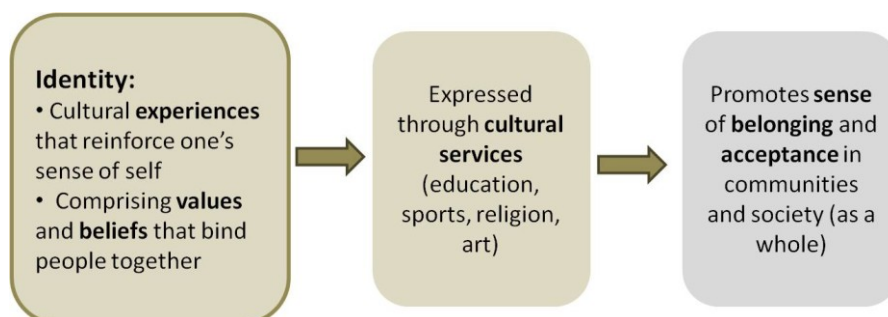 Identity:
• Cultural experiences
that reinforce one's
sense of self
• Comprising values
and beliefs that bind
people together
Expressed
through cultural
services
(education,
sports, religion,
art)
Promotes sense
of belonging and
acceptance in
communities
and society (as a
whole)